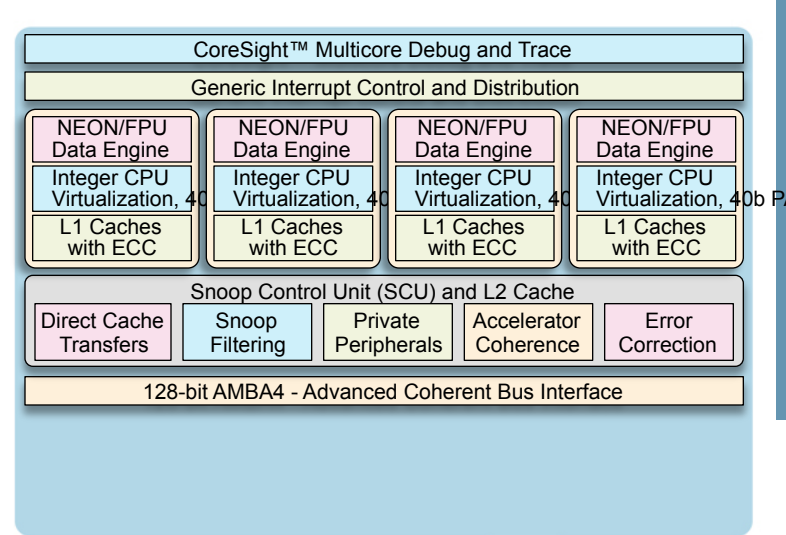 CoreSight™ Multicore Debug and Trace
Generic Interrupt Control and Distribution
NEON/FPU
Data Engine
Integer CPU
Virtualization, 40
L1 Caches
with ECC
NEON/FPU
Data Engine
Integer CPU
Virtualization, 40
L1 Caches
with ECC
NEON/FPU
Data Engine
Integer CPU
Virtualization, 40
L1 Caches
with ECC
NEON/FPU
Data Engine
Integer CPU
Virtualization, 40b PA
L1 Caches
with ECC
Snoop Control Unit (SCU) and L2 Cache
Direct Cache
Transfers
Snoop
Filtering
Private
Peripherals
Accelerator
Coherence
Error
Correction
128-bit AMBA4 - Advanced Coherent Bus Interface